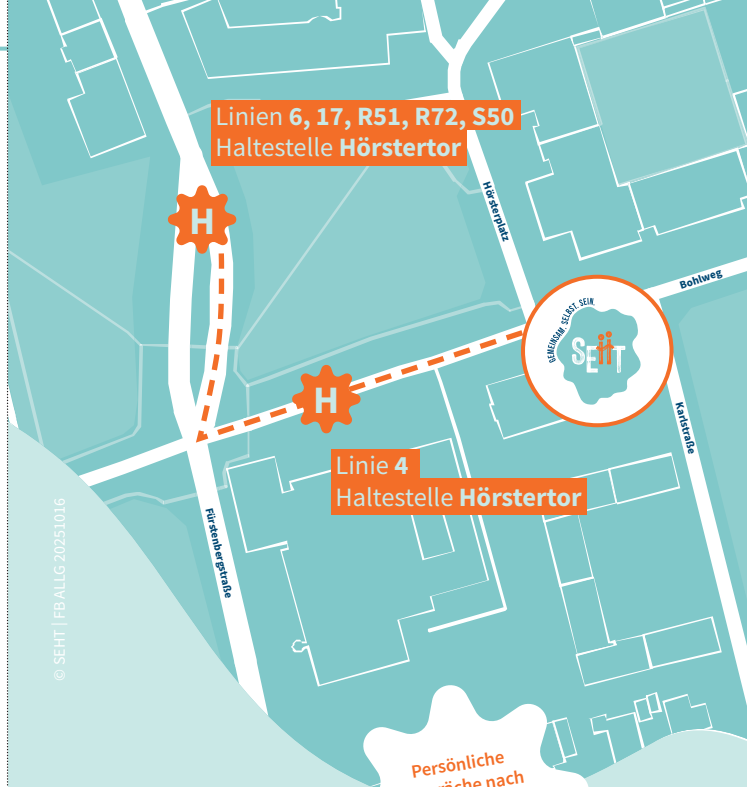 Linien 6, 17, R51, R72, S50
Haltestelle Hörstertor
H
Hörsterplatz
Bohlweg
GEMEINSAM. SELBST. SEIN.
SEHT
H
Karlstraße
Linie 4
Haltestelle Hörstertor
Fürstenbergstraße
© SEHT | FB ALLG 20251016
Persönliche
nach